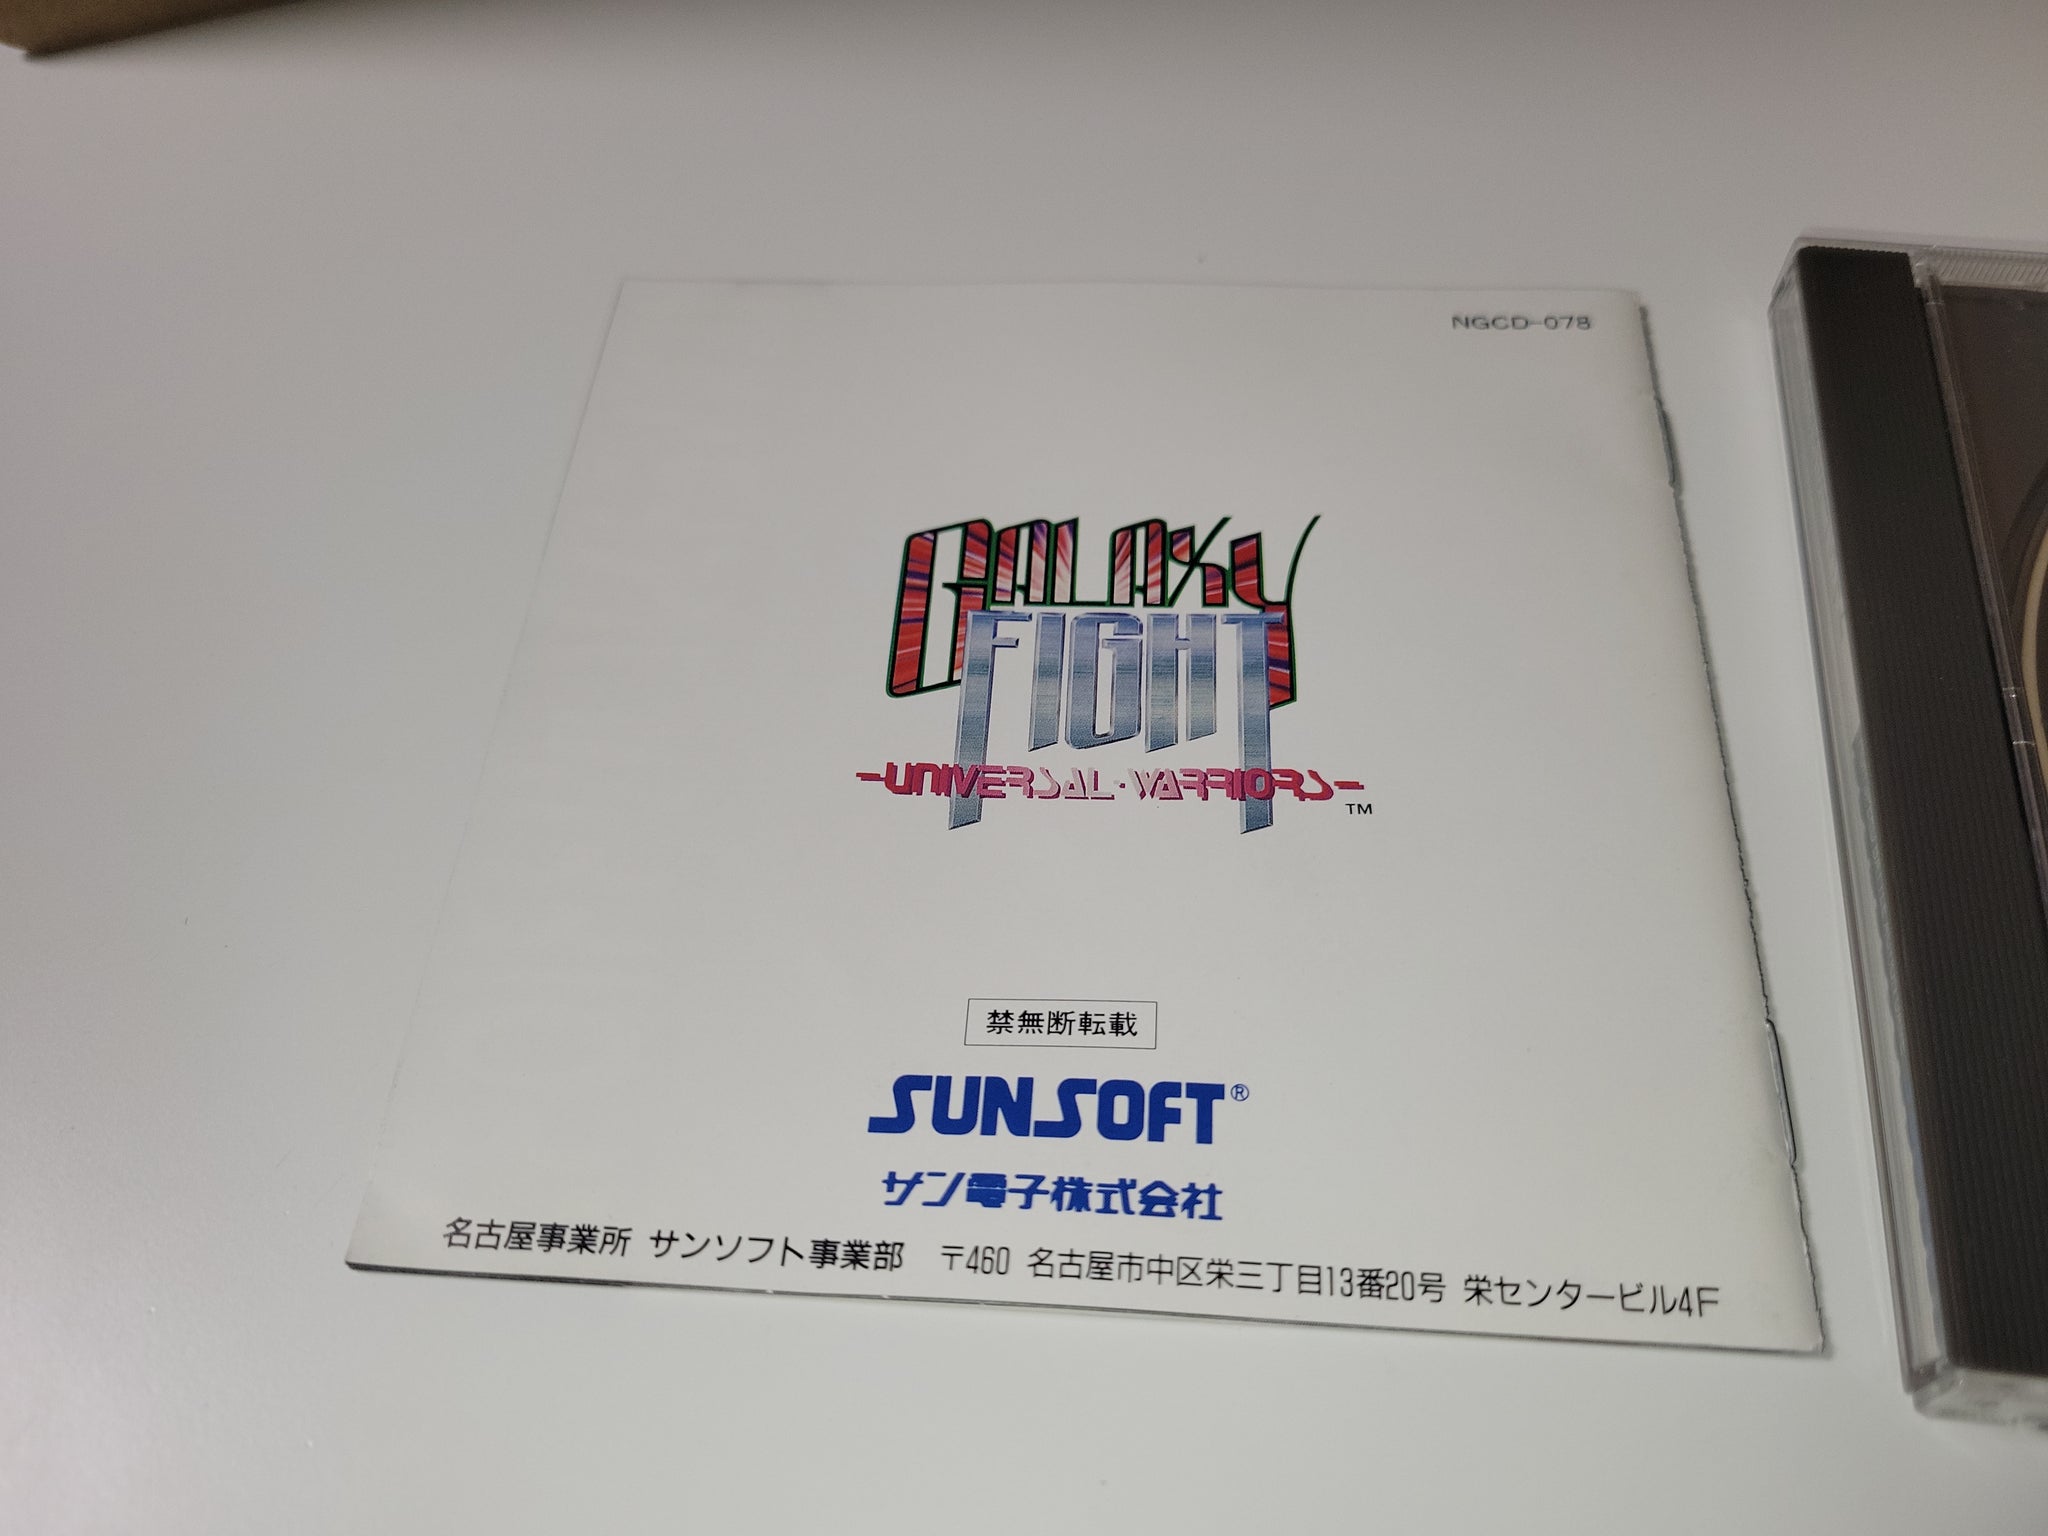 NGCD-078
GALAXY
FIGHT
-UNIVERSAL·WARRIORS-
TM
禁無断転載
SUNSOFT®
サン電子株式会社
名古屋事業所 サンソフト事業部 〒460 名古屋市中区栄三丁目13番20号 栄センタービル4F